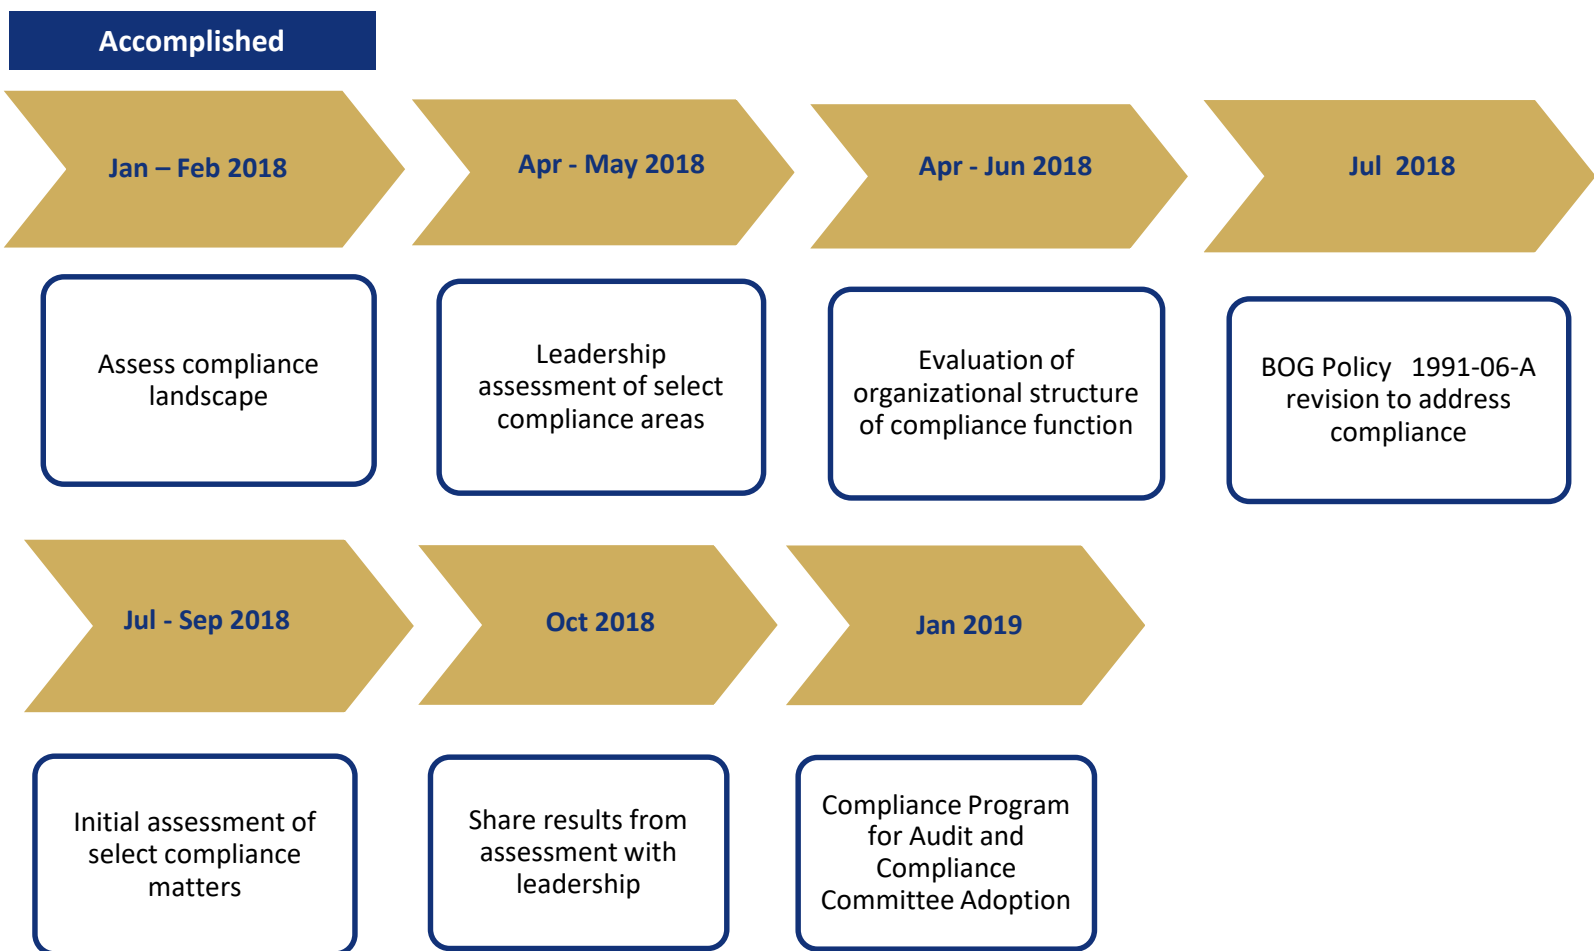 Accomplished
Jan – Feb 2018
Apr - May 2018
Apr - Jun 2018
Jul  2018
Assess compliance
landscape
Leadership
assessment of select
compliance areas
Evaluation of
organizational structure
of compliance function
BOG Policy   1991-06-A
revision to address
compliance
Jul - Sep 2018
Oct 2018
Jan 2019
Initial assessment of
select compliance
matters
Share results from
assessment with
leadership
Compliance Program
for Audit and
Compliance
Committee Adoption